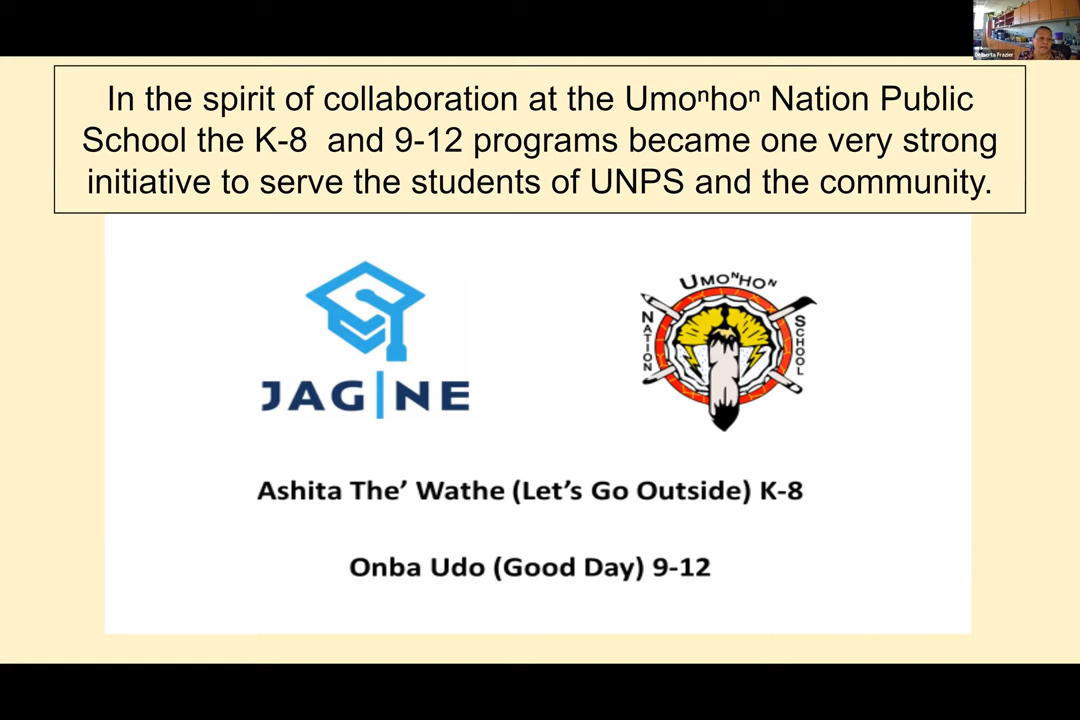 In the spirit of collaboration at the Umoⁿhoⁿ Nation Public
School the K-8 and 9-12 programs became one very strong
initiative to serve the students of UNPS and the community.
JAG|NE
UMOᴺHOᴺ
NATION
SCHOOL
Ashita The’ Wathe (Let’s Go Outside) K-8
Onba Udo (Good Day) 9-12
Frazier